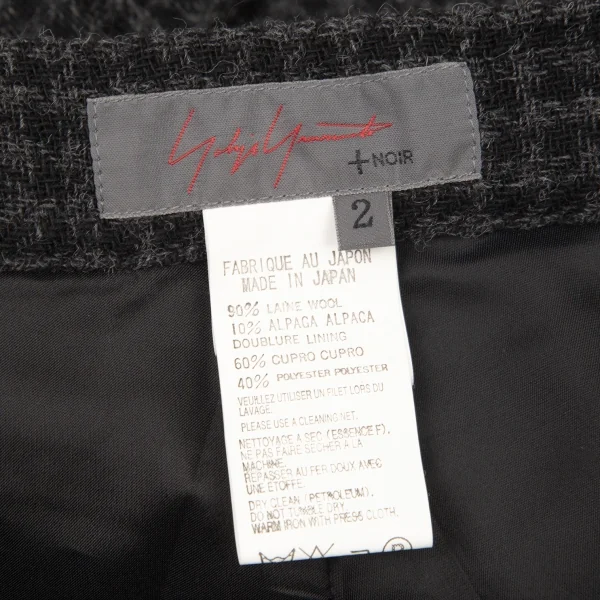 Yohji Yamamoto
+NOIR
2
FABRIQUE AU JAPON
MADE IN JAPAN
90% LAINE WOOL
10% ALPAGA ALPACA
DOUBLURE LINING
60% CUPRO CUPRO
40% POLYESTER POLYESTER
VEUILLEZ UTILISER UN FILET LORS DU
LAVAGE.
PLEASE USE A CLEANING NET.
NETTOYAGE A SEC (ESSENCE F).
NE PAS FAIRE SECHER A LA
MACHINE.
REPASSER AU FER DOUX AVEC
UNE ETOFFE.
DRY CLEAN (PETROLEUM).
DO NOT TUMBLE DRY
WARM IRON WITH PRESS CLOTH.